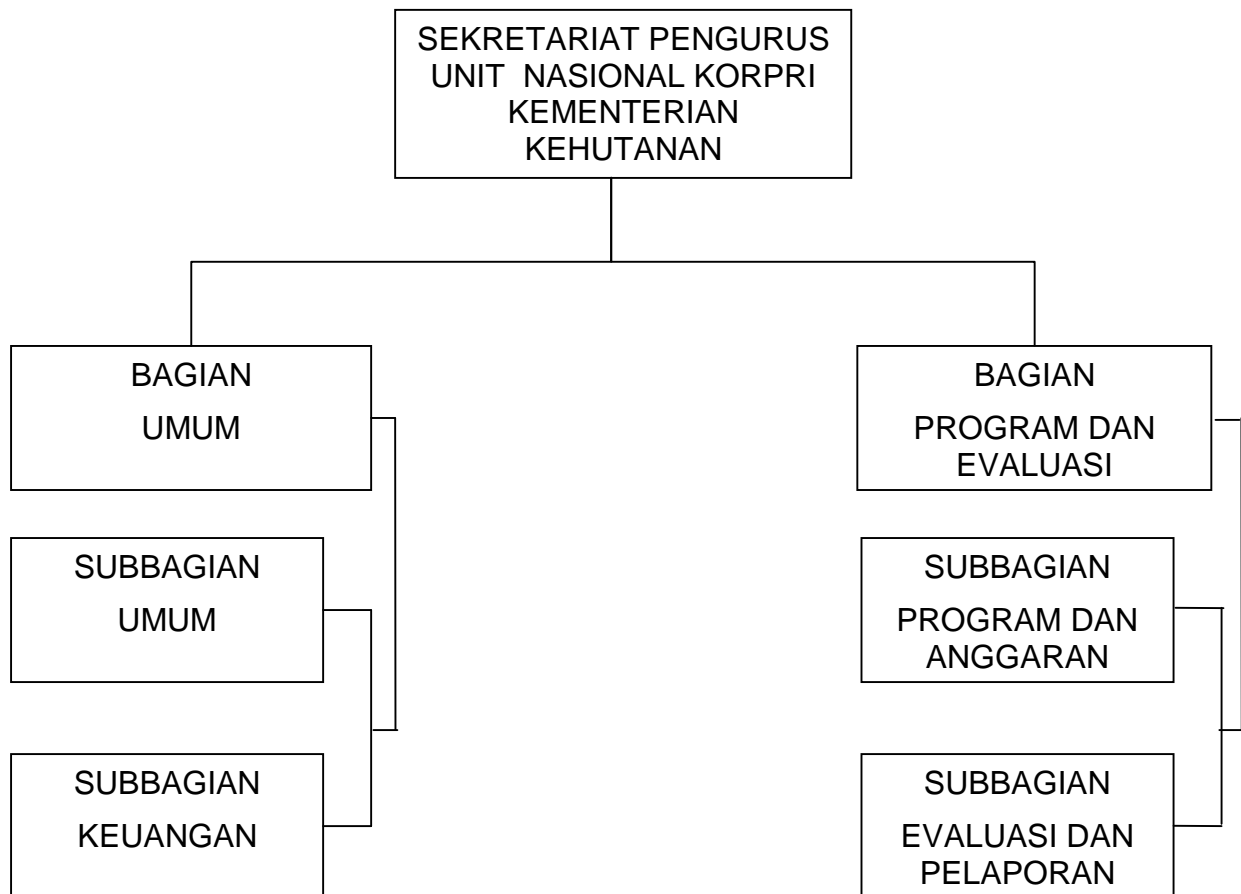 SEKRETARIAT PENGURUS
UNIT NASIONAL KORPRI
KEMENTERIAN
KEHUTANAN
BAGIAN
UMUM
BAGIAN
PROGRAM DAN
EVALUASI
SUBBAGIAN
UMUM
SUBBAGIAN
PROGRAM DAN
ANGGARAN
SUBBAGIAN
KEUANGAN
SUBBAGIAN
EVALUASI DAN
PELAPORAN